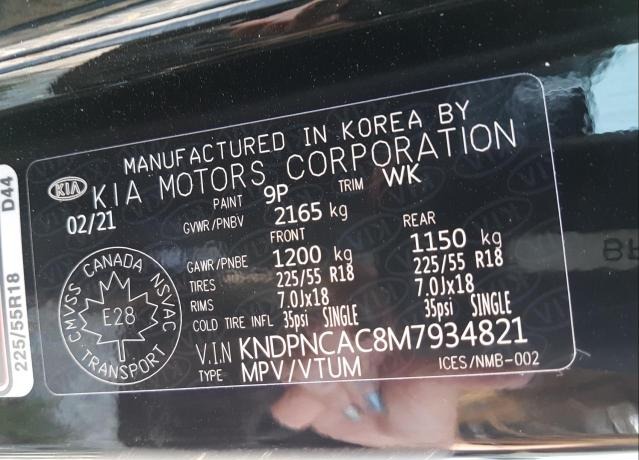 MANUFACTURED IN KOREA BY
KIA KIA MOTORS CORPORATION
02/21 PAINT 9P TRIM WK
GVWR/PNBV 2165 kg
FRONT REAR
GAWR/PNBE 1200 kg 1150 kg
TIRES 225/55 R18 225/55 R18
RIMS 7.0Jx18 7.0Jx18
COLD TIRE INFL 35psi SINGLE 35psi SINGLE
V.I.N KNDPNCAC8M7934821
TYPE MPV/VTUM ICES/NMB-002
CANADA
CMVSS NSVAC
E28
TRANSPORT
225/55R18 D44